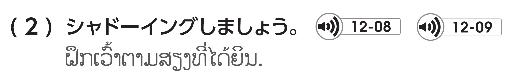 (2) シャドーイングしましょう。 12-08 12-09
ຝຶກເວົ້າຕາມສຽງທີ່ໄດ້ຍິນ.